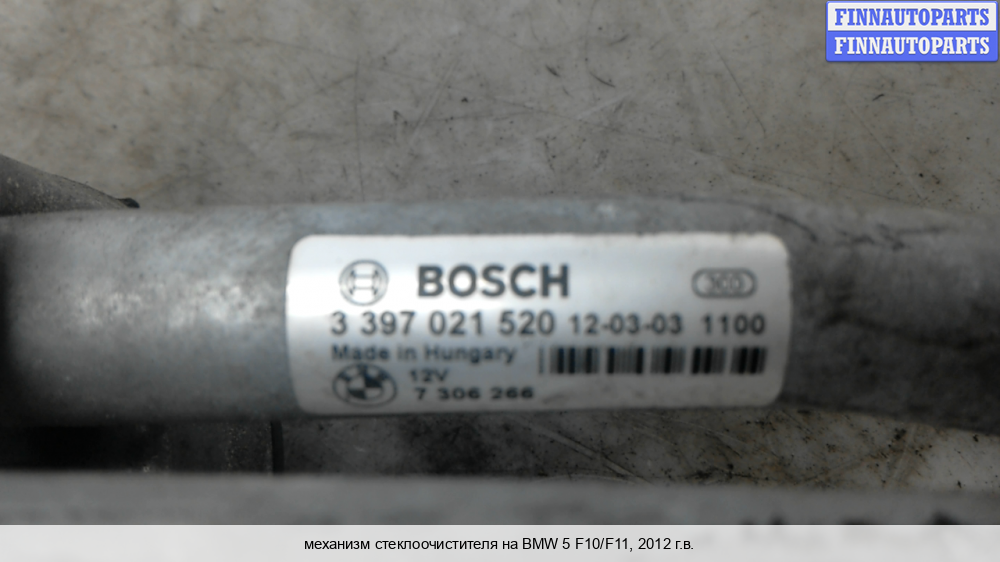 FINNAUTOPARTS
FINNAUTOPARTS
BOSCH
3 397 021 520 12-03-03 1100
Made in Hungary
12V
7 306 266
механизм стеклоочистителя на BMW 5 F10/F11, 2012 г.в.